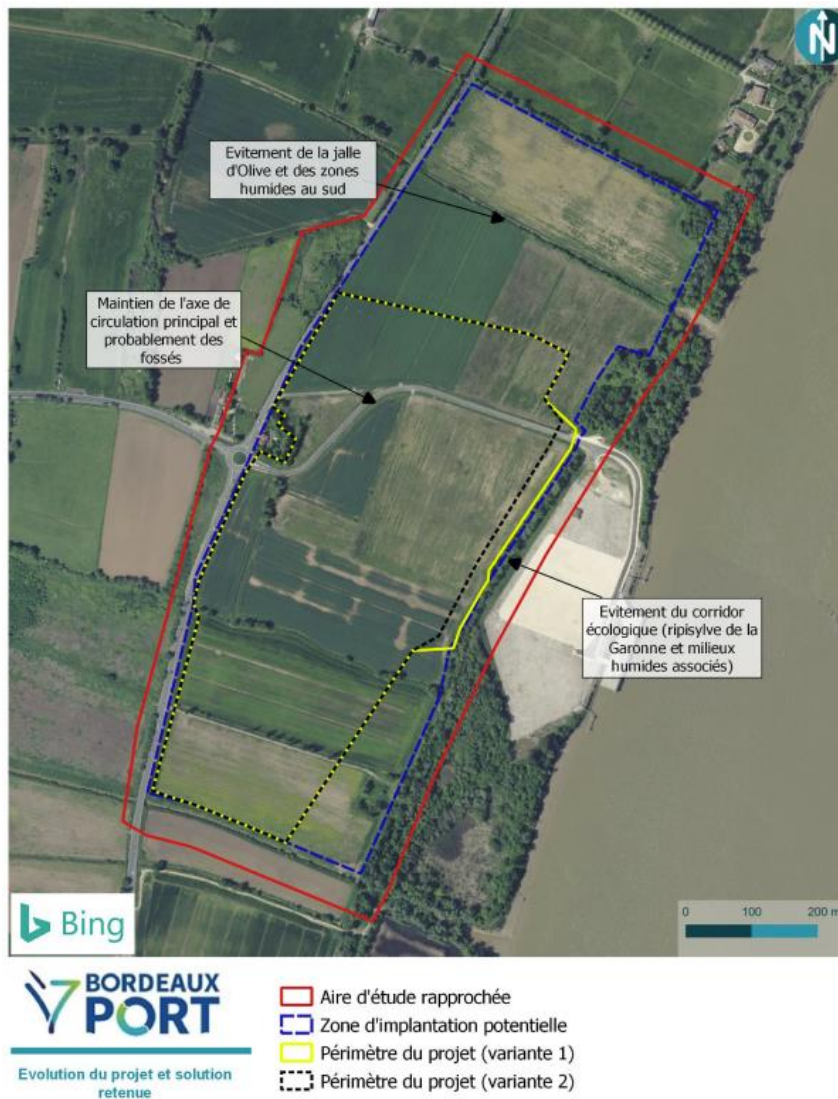 N
Evitement de la jalle
d'Olive et des zones
humides au sud
Maintien de l'axe de
circulation principal et
probablement des
fossés
Evitement du corridor
écologique (ripisylve de la
Garonne et milieux
humides associés)
0 100 200 m
Bing
BORDEAUX
PORT
Evolution du projet et solution
retenue
Aire d'étude rapprochée
Zone d'implantation potentielle
Périmètre du projet (variante 1)
Périmètre du projet (variante 2)